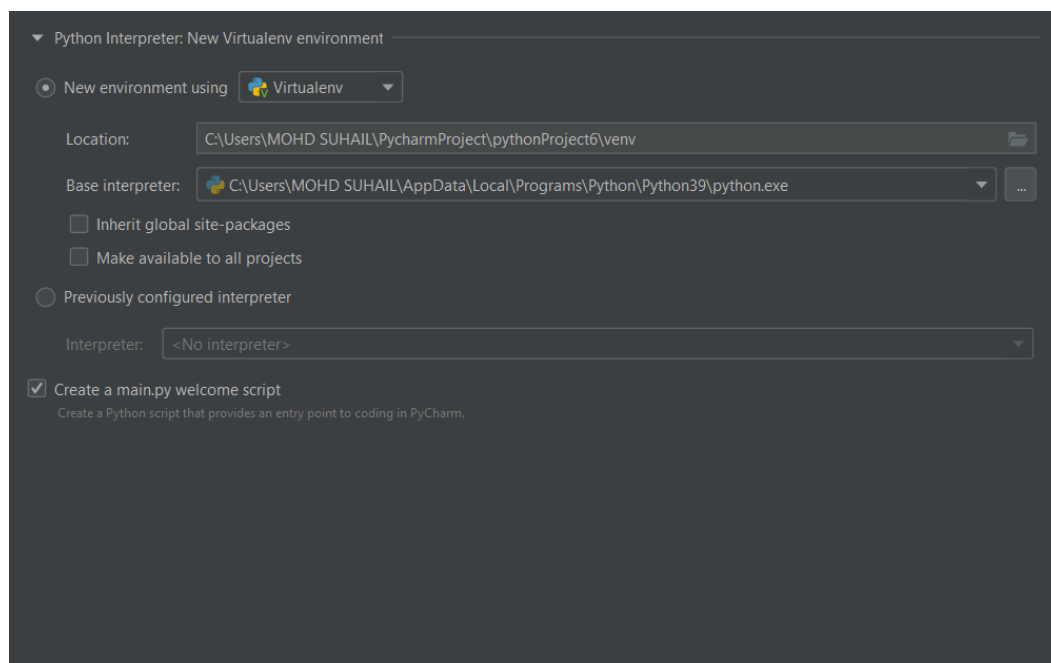 Python Interpreter: New Virtualenv environment
New environment using Virtualenv
Location: C:\Users\MOHD SUHAIL\PycharmProject\pythonProject6\venv
Base interpreter: C:\Users\MOHD SUHAIL\AppData\Local\Programs\Python\Python39\python.exe ...
Inherit global site-packages
Make available to all projects
Previously configured interpreter
Interpreter: <No interpreter>
Create a main.py welcome script
Create a Python script that provides an entry point to coding in PyCharm.